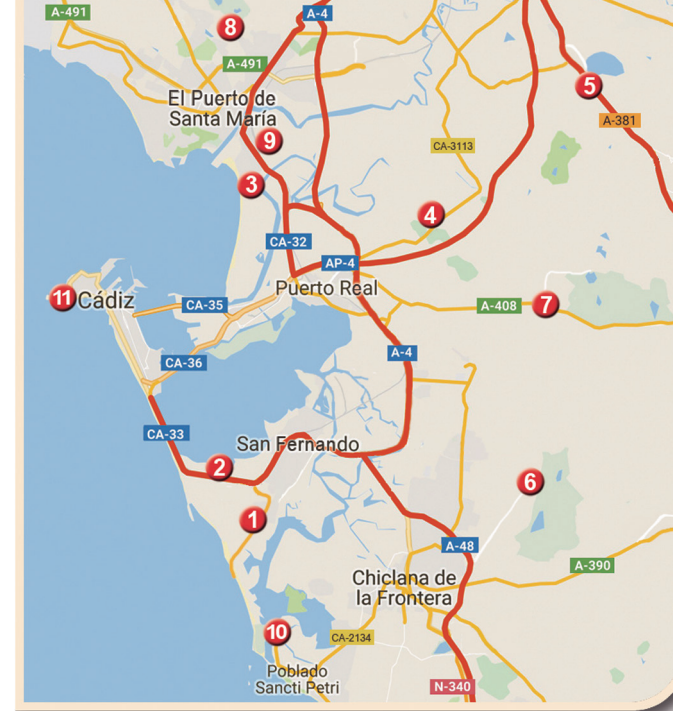 A-491
A-4
8
A-491
El Puerto de
Santa María
5
A-381
9
CA-3113
3
4
CA-32
AP-4
Puerto Real
11
Cádiz
CA-35
A-408
7
A-4
CA-36
CA-33
San Fernando
2
6
1
A-48
A-390
Chiclana de
la Frontera
10
CA-2134
Poblado
Sancti Petri
N-340